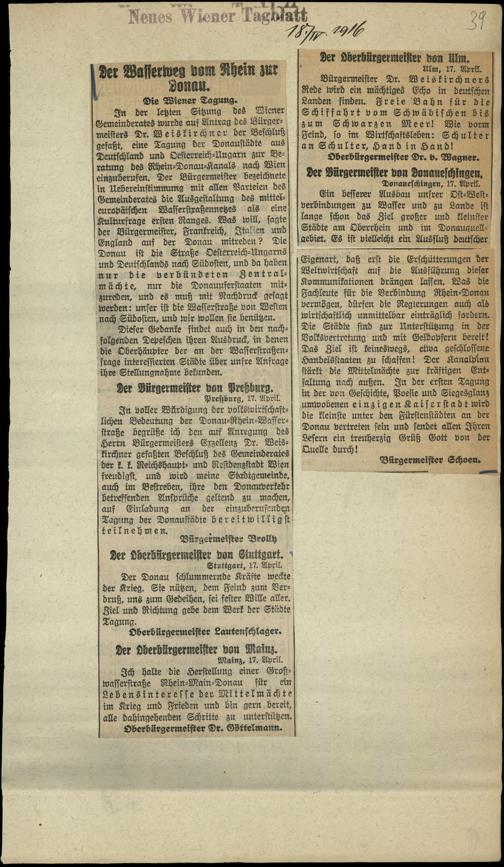 Neues Wiener Tagblatt
18/IV 1916
39
Der Wasserweg vom Rhein zur
Donau.
Die Wiener Tagung.
In der letzten Sitzung des Wiener
Gemeinderates wurde auf Antrag des Bürger-
meisters Dr. Weiskirchner der Beschluß
gefaßt, eine Tagung der Donaustädte aus
Deutschland und Oesterreich-Ungarn zur Be-
ratung des Rhein-Donau-Kanals nach Wien
einzuberufen. Der Bürgermeister bezeichnete
in Uebereinstimmung mit allen Parteien des
Gemeinderates die Ausgestaltung des mittel-
europäischen Wasserstraßennetzes als eine
Kulturfrage ersten Ranges. Was will, sagte
der Bürgermeister, Frankreich, Italien und
England auf der Donau mitreden? Die
Donau ist die Straße Oesterreich-Ungarns
und Deutschlands nach Südosten, und da haben
nur die verbündeten Zentral-
mächte, nur die Donauuferstaaten mit-
zureden, und es muß mit Nachdruck gesagt
werden: unser ist die Wasserstraße von Westen
nach Südosten, und wir wollen sie benützen.
Dieser Gedanke findet auch in den nach-
folgenden Depeschen ihren Ausdruck, in denen
die Oberhäupter der an der Wasserstraßen-
frage interessierten Städte über unsre Anfrage
ihre Stellungnahme bekunden.
Der Bürgermeister von Preßburg.
Preßburg, 17. April.
In voller Würdigung der volkswirtschaft-
lichen Bedeutung der Donau-Rhein-Wasser-
straße begrüße ich den auf Anregung des
Herrn Bürgermeisters Exzellenz Dr. Weis-
kirchner gefaßten Beschluß des Gemeinderates
der k. k. Reichshaupt- und Residenzstadt Wien
freudigst, und wird meine Stadtgemeinde,
auch im Bestreben, ihre den Donauverkehr
betreffenden Ansprüche geltend zu machen,
auf Einladung an der einzuberufenden
Tagung der Donaustädte bereitwilligst
teilnehmen.
Bürgermeister Brolly
Der Oberbürgermeister von Stuttgart.
Stuttgart, 17. April.
Der Donau schlummernde Kräfte weckte
der Krieg. Sie nützen, dem Feind zum Ver-
druß, uns zum Gedeihen, sei fester Wille aller.
Ziel und Richtung gebe dem Werk der Städte
Tagung.
Oberbürgermeister Lautenschlager.
Der Oberbürgermeister von Mainz.
Mainz, 17. April.
Ich halte die Herstellung einer Groß-
wasserstraße Rhein-Main-Donau für ein
Lebensinteresse der Mittelmächte
im Krieg und Frieden und bin gern bereit,
alle dahingehenden Schritte zu unterstützen.
Oberbürgermeister Dr. Göttelmann.
Der Oberbürgermeister von Ulm.
Ulm, 17. April.
Bürgermeister Dr. Weiskirchners
Rede wird ein mächtiges Echo in deutschen
Landen finden. Freie Bahn für die
Schiffahrt vom Schwäbischen bis
zum Schwarzen Meer! Wie vorm
Feind, so im Wirtschaftsleben: Schulter
an Schulter, Hand in Hand!
Oberbürgermeister Dr. v. Wagner.
Der Bürgermeister von Donaueschingen.
Donaueschingen, 17. April.
Ein besserer Ausbau unsrer Ost-West-
verbindungen zu Wasser und zu Lande ist
lange schon das Ziel großer und kleinster
Städte am Oberrhein und im Donauquell-
gebiet. Es ist vielleicht ein Ausfluß deutscher
Eigenart, daß erst die Erschütterungen der
Weltwirtschaft auf die Ausführung dieser
Kommunikationen drängen lassen. Was die
Fachleute für die Verbindung Rhein-Donau
vermögen, dürfen die Regierungen auch als
wirtschaftlich unmittelbar einträglich fordern.
Die Städte sind zur Unterstützung in der
Volksvertretung und mit Geldopfern bereit!
Das Ziel ist keineswegs, etwa geschlossene
Handelsstaaten zu schaffen! Der Kanalplan
stärkt die Mittelmächte zur kräftigen Ent-
faltung nach außen. In der ersten Tagung
in der von Geschichte, Poesie und Siegesglanz
umwobenen einzigen Kaiserstadt wird
die kleinste unter den Fürstenstädten an der
Donau vertreten sein und sendet allen Ihren
Lesern ein treuherzig Grüß Gott von der
Quelle durch!
Bürgermeister Schoen.